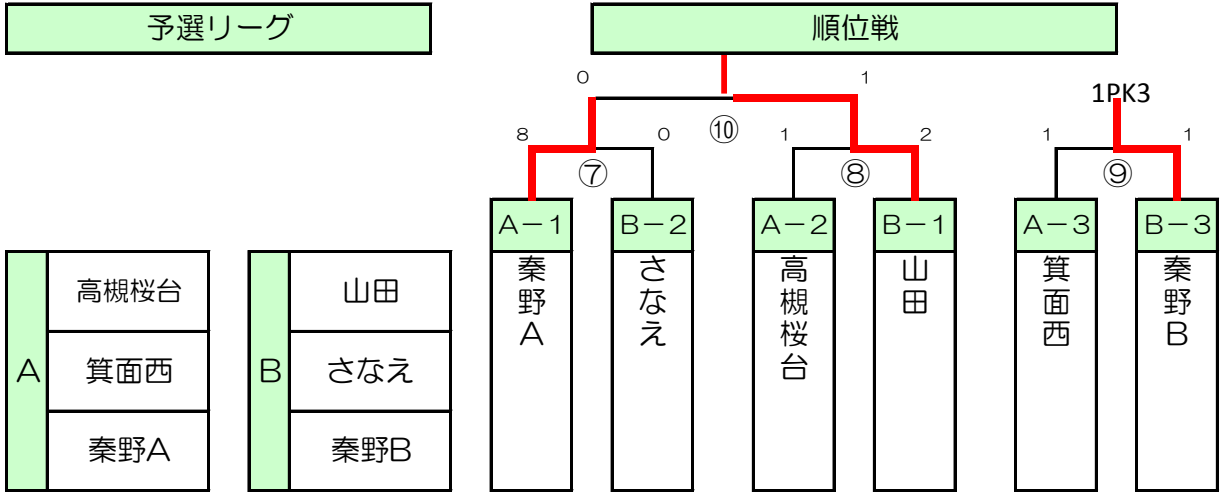 予選リーグ
順位戦
0 1
1PK3
8 0 ⑩ 1 2 1 1
⑦ ⑧ ⑨
A-1 B-2 A-2 B-1 A-3 B-3
秦野A
さなえ
高槻桜台
山田
箕面西
秦野B
A
高槻桜台
箕面西
秦野A
B
山田
さなえ
秦野B